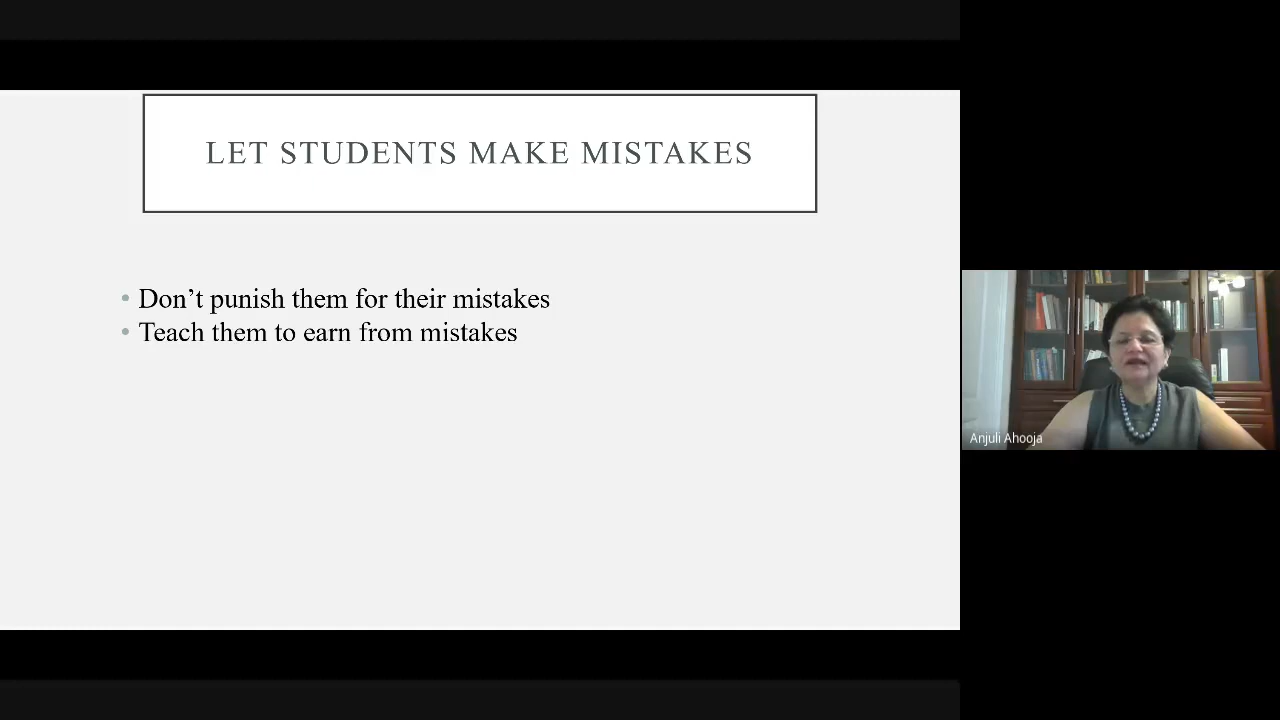 LET STUDENTS MAKE MISTAKES
• Don’t punish them for their mistakes
• Teach them to earn from mistakes
Anjuli Ahooja